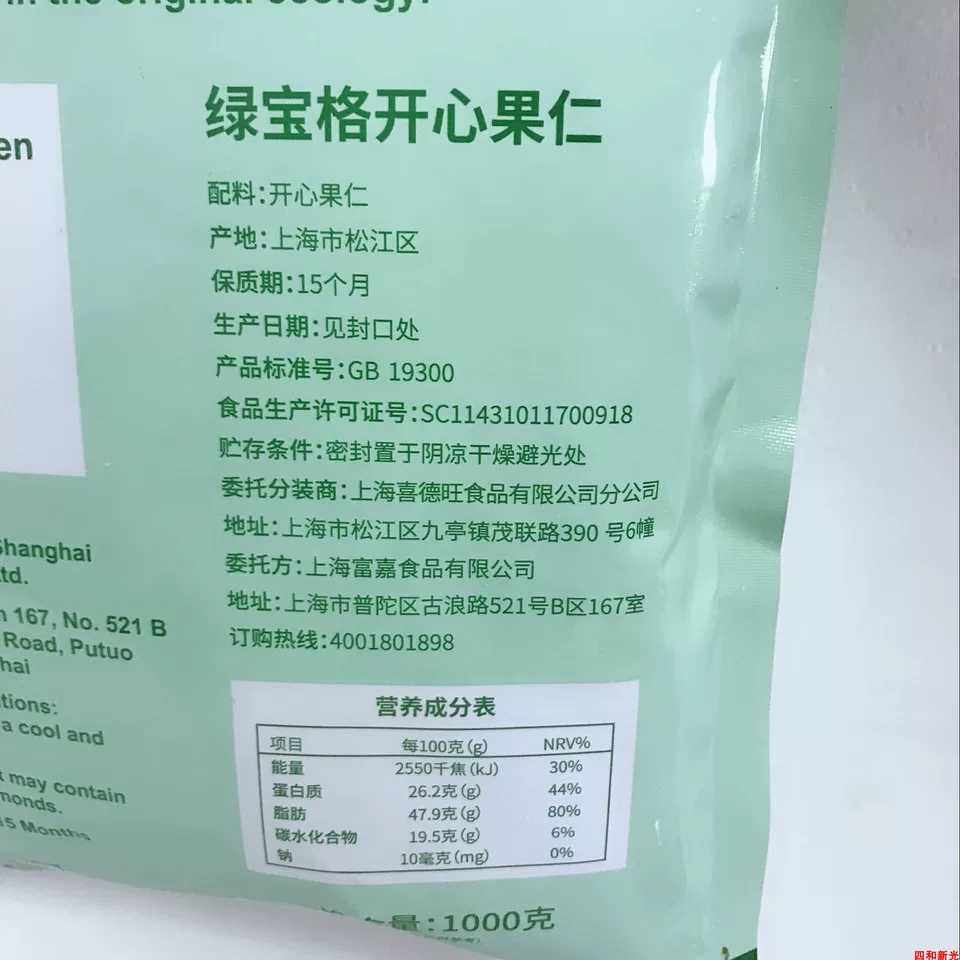 in the original ecology.
en
绿宝格开心果仁
配料:开心果仁
产地:上海市松江区
保质期:15个月
生产日期:见封口处
产品标准号:GB 19300
食品生产许可证号:SC11431011700918
贮存条件:密封置于阴凉干燥避光处
委托分装商:上海喜德旺食品有限公司分公司
地址:上海市松江区九亭镇茂联路390 号6幢
委托方:上海富嘉食品有限公司
地址:上海市普陀区古浪路521号B区167室
订购热线:4001801898
Shanghai
td.
167, No. 521 B
Road, Putuo
hai
tions:
a cool and
may contain
monds.
15 Months
营养成分表
项目 每100克(g) NRV%
能量 2550千焦(kJ) 30%
蛋白质 26.2克(g) 44%
脂肪 47.9克(g) 80%
碳水化合物 19.5克(g) 6%
钠 10毫克(mg) 0%
量:1000克
四和新光